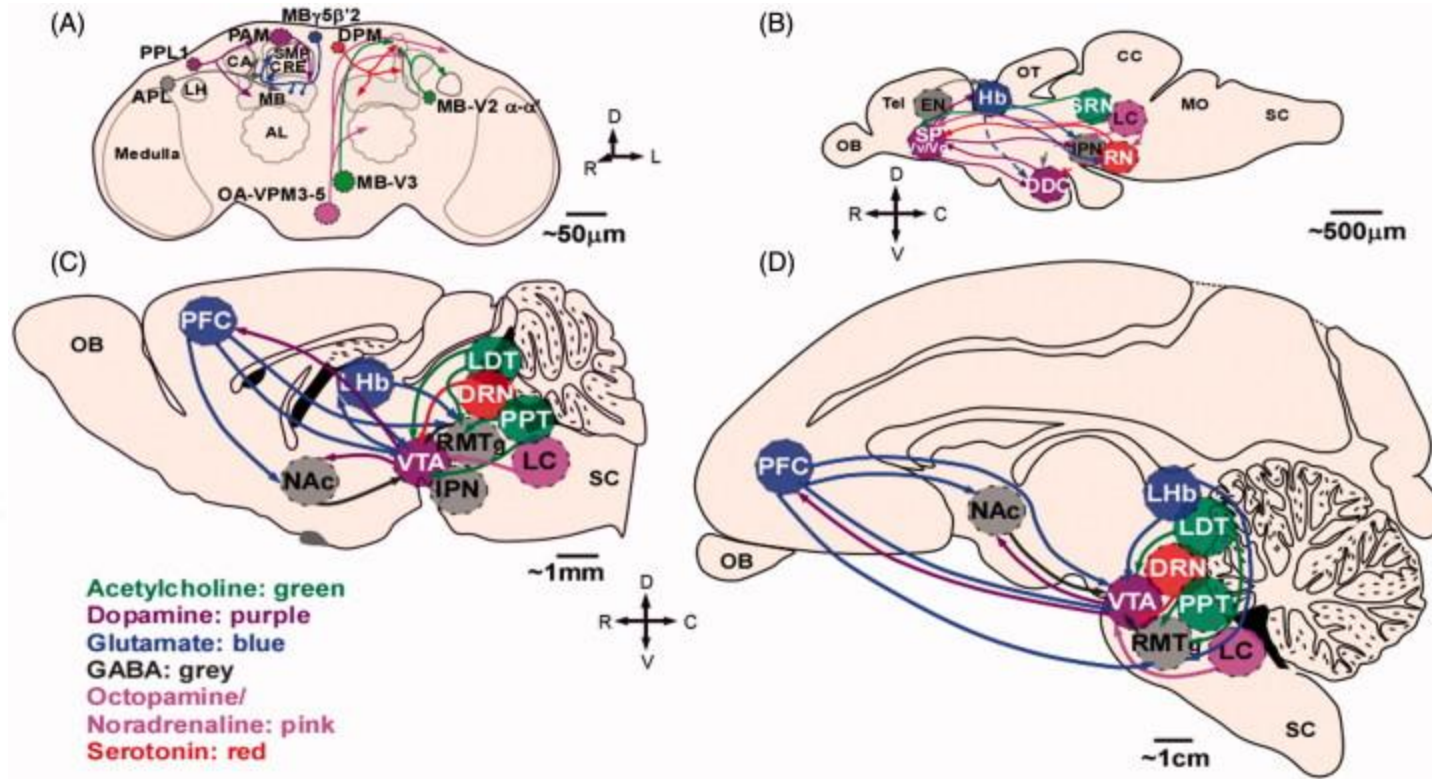 (A)
MBγ5β'2
PAM
DPM
PPL1
SMP
CA
CRE
APL
LH
MB
MB-V2 α-α'
AL
Medulla
D
R
L
MB-V3
OA-VPM3-5
~50μm
(B)
CC
OT
Hb
Tel
EN
SRN
LC
MO
SC
SP
Vv/Vd
OB
IPN
RN
DDC
D
R
C
V
~500μm
(C)
OB
PFC
LHb
LDT
DRN
PPT
RMTg
VTA
LC
NAc
IPN
SC
~1mm
Acetylcholine: green
Dopamine: purple
Glutamate: blue
GABA: grey
Octopamine/
Noradrenaline: pink
Serotonin: red
D
R
C
V
(D)
PFC
LHb
NAc
LDT
OB
DRN
VTA
PPT
RMTg
LC
SC
~1cm